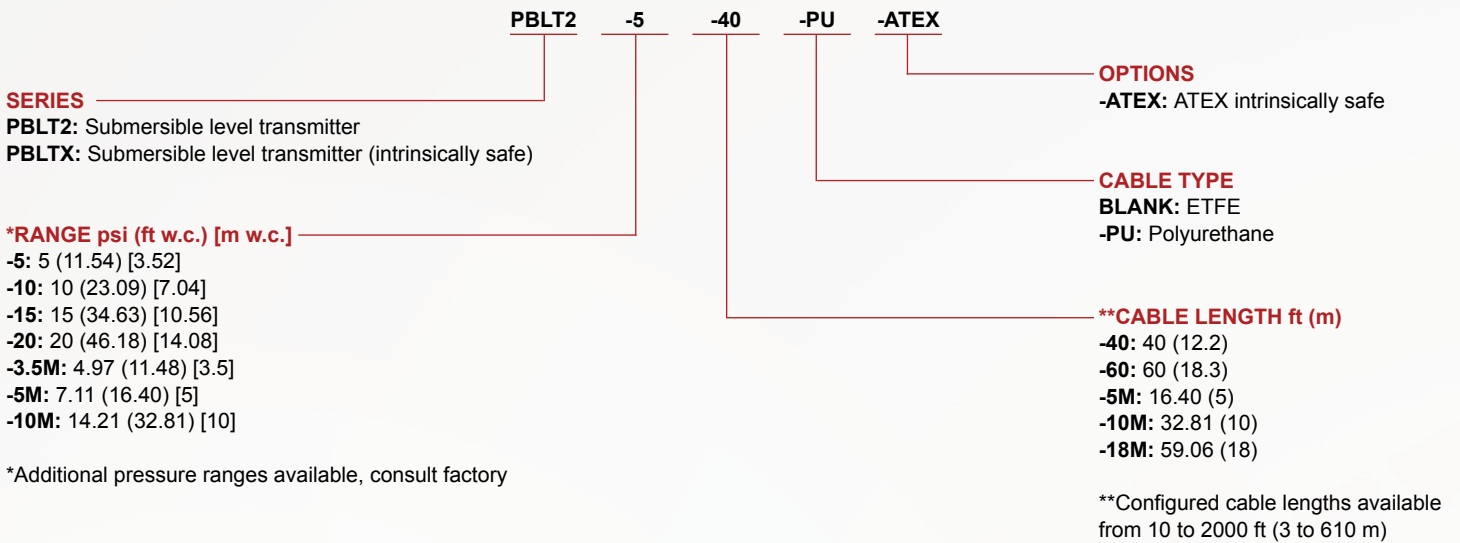 PBLT2 -5 -40 -PU -ATEX
SERIES
PBLT2: Submersible level transmitter
PBLTX: Submersible level transmitter (intrinsically safe)
*RANGE psi (ft w.c.) [m w.c.]
-5: 5 (11.54) [3.52]
-10: 10 (23.09) [7.04]
-15: 15 (34.63) [10.56]
-20: 20 (46.18) [14.08]
-3.5M: 4.97 (11.48) [3.5]
-5M: 7.11 (16.40) [5]
-10M: 14.21 (32.81) [10]
*Additional pressure ranges available, consult factory
OPTIONS
-ATEX: ATEX intrinsically safe
CABLE TYPE
BLANK: ETFE
-PU: Polyurethane
**CABLE LENGTH ft (m)
-40: 40 (12.2)
-60: 60 (18.3)
-5M: 16.40 (5)
-10M: 32.81 (10)
-18M: 59.06 (18)
**Configured cable lengths available
from 10 to 2000 ft (3 to 610 m)